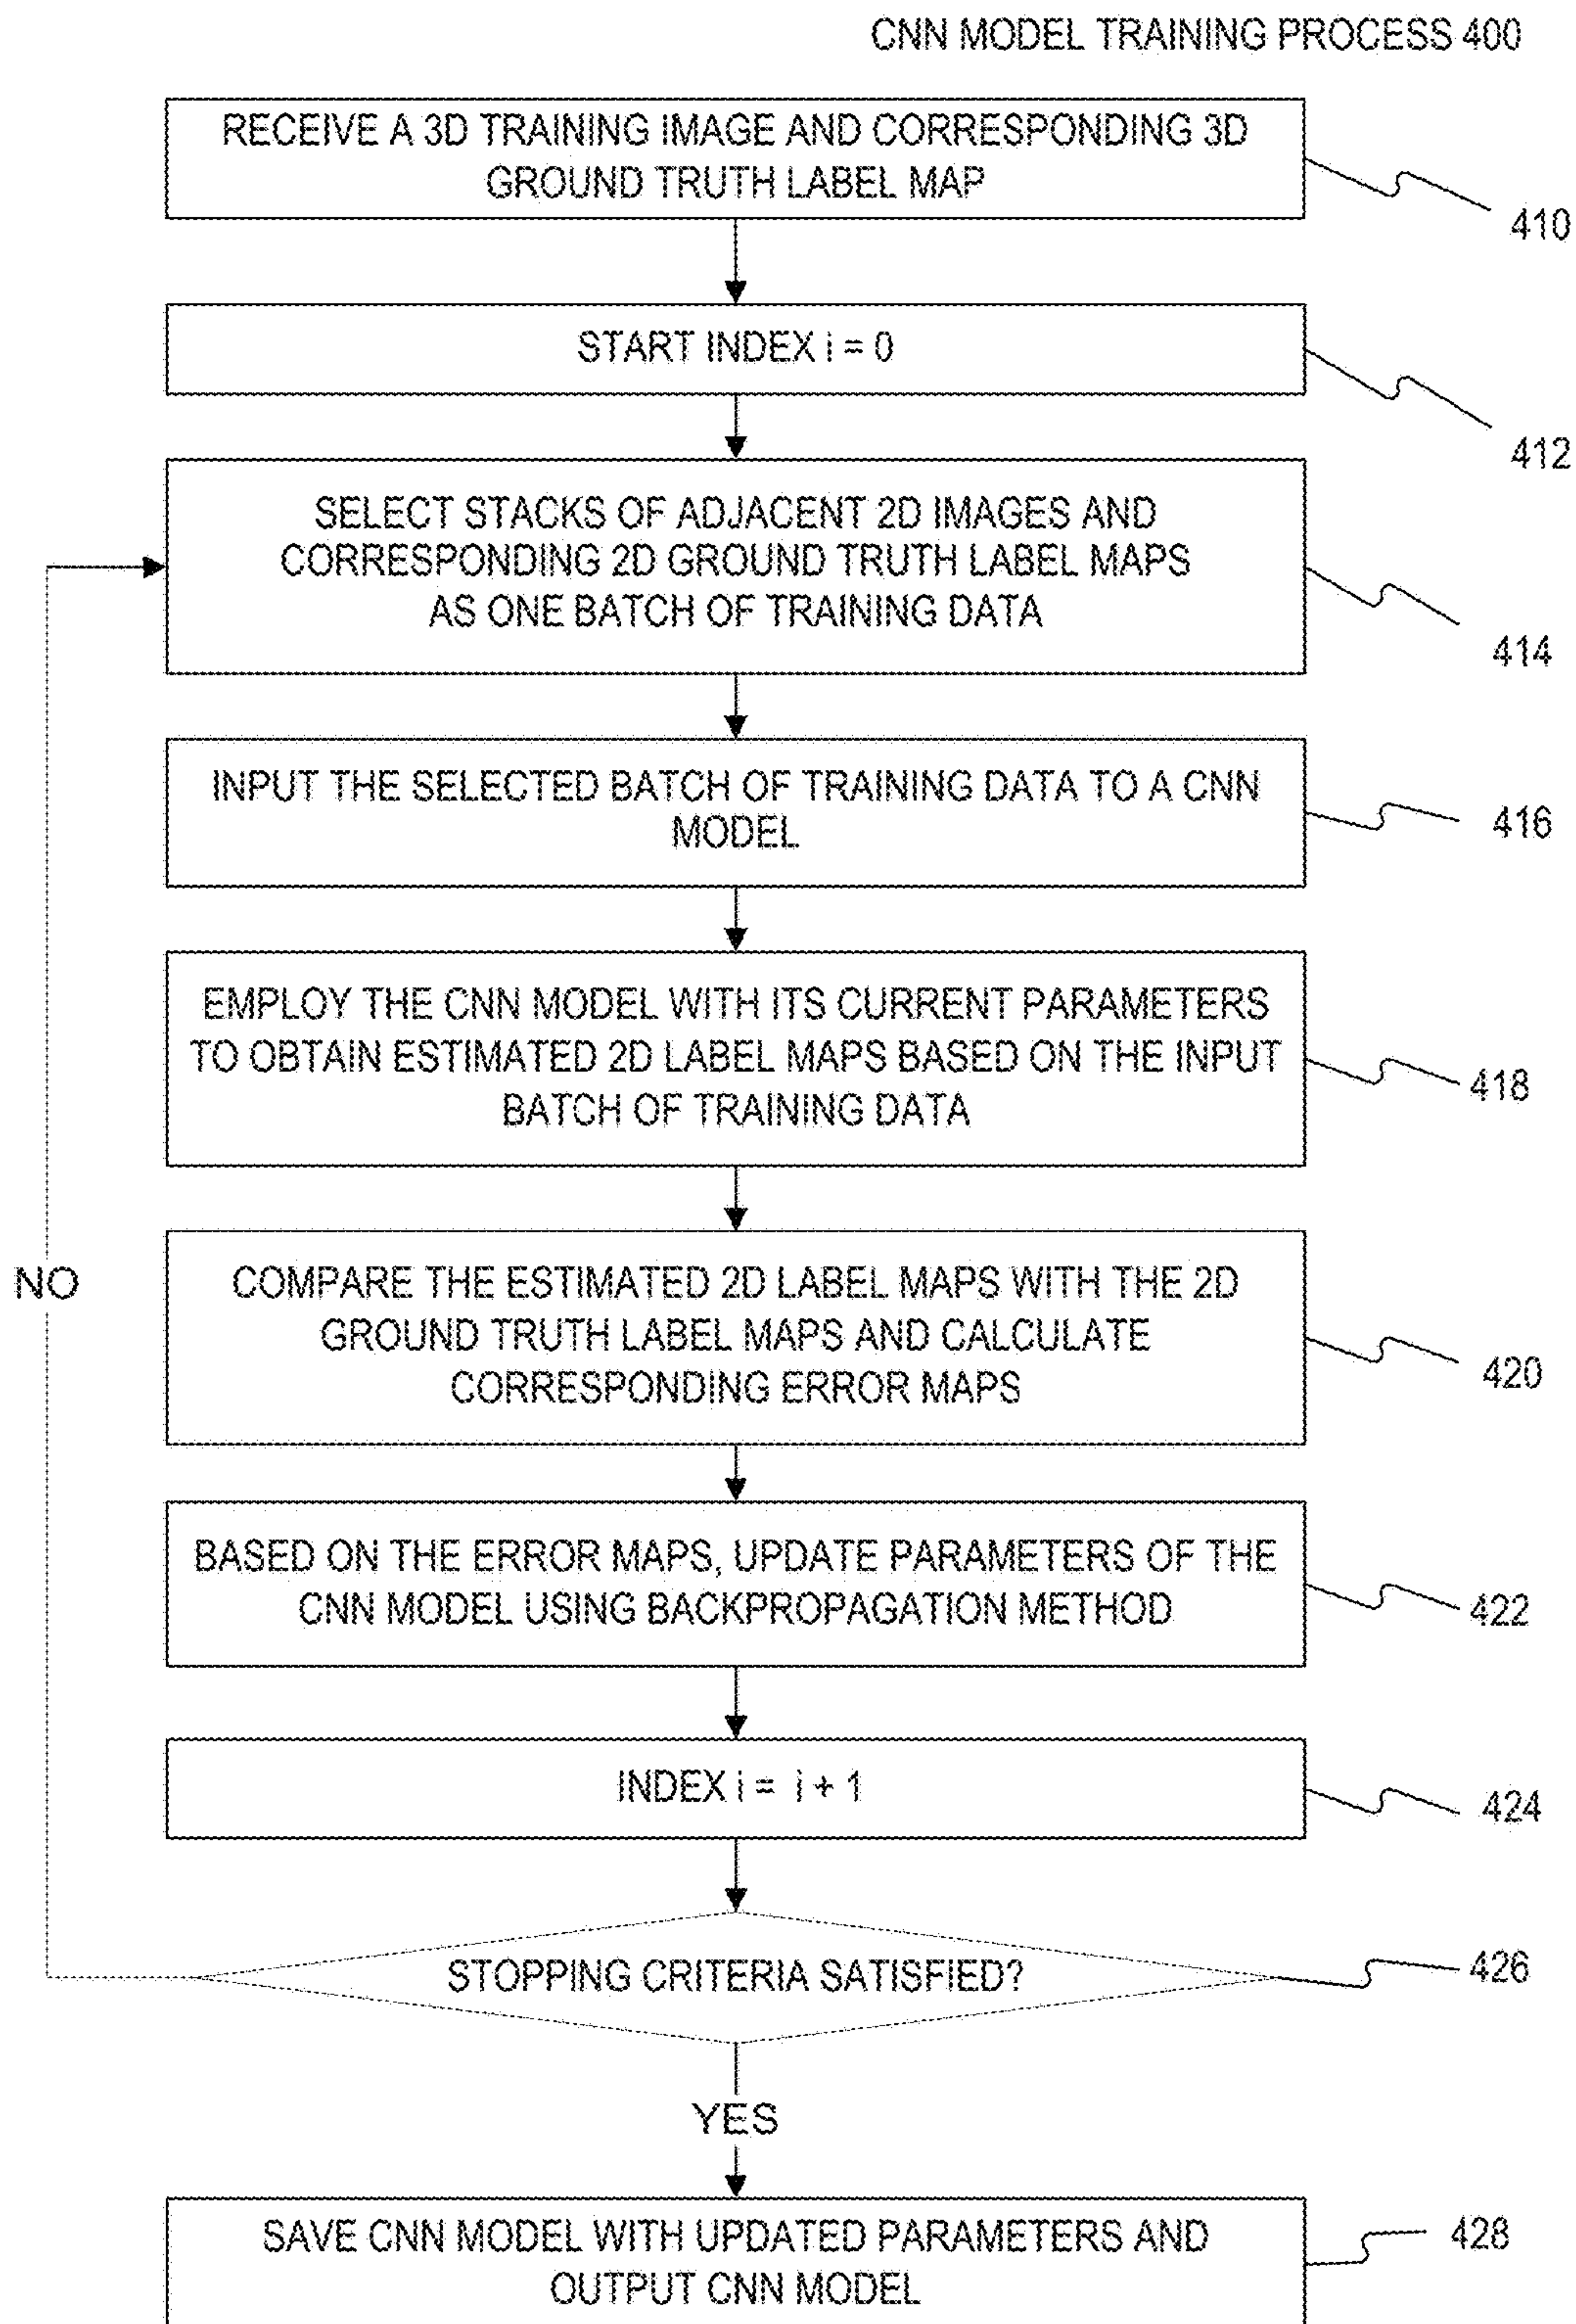 CNN MODEL TRAINING PROCESS 400
RECEIVE A 3D TRAINING IMAGE AND CORRESPONDING 3D
GROUND TRUTH LABEL MAP
410
START INDEX i = 0
412
SELECT STACKS OF ADJACENT 2D IMAGES AND
CORRESPONDING 2D GROUND TRUTH LABEL MAPS
AS ONE BATCH OF TRAINING DATA
414
INPUT THE SELECTED BATCH OF TRAINING DATA TO A CNN
MODEL
416
EMPLOY THE CNN MODEL WITH ITS CURRENT PARAMETERS
TO OBTAIN ESTIMATED 2D LABEL MAPS BASED ON THE INPUT
BATCH OF TRAINING DATA
418
NO
COMPARE THE ESTIMATED 2D LABEL MAPS WITH THE 2D
GROUND TRUTH LABEL MAPS AND CALCULATE
CORRESPONDING ERROR MAPS
420
BASED ON THE ERROR MAPS, UPDATE PARAMETERS OF THE
CNN MODEL USING BACKPROPAGATION METHOD
422
INDEX i = i + 1
424
STOPPING CRITERIA SATISFIED?
426
YES
SAVE CNN MODEL WITH UPDATED PARAMETERS AND
OUTPUT CNN MODEL
428